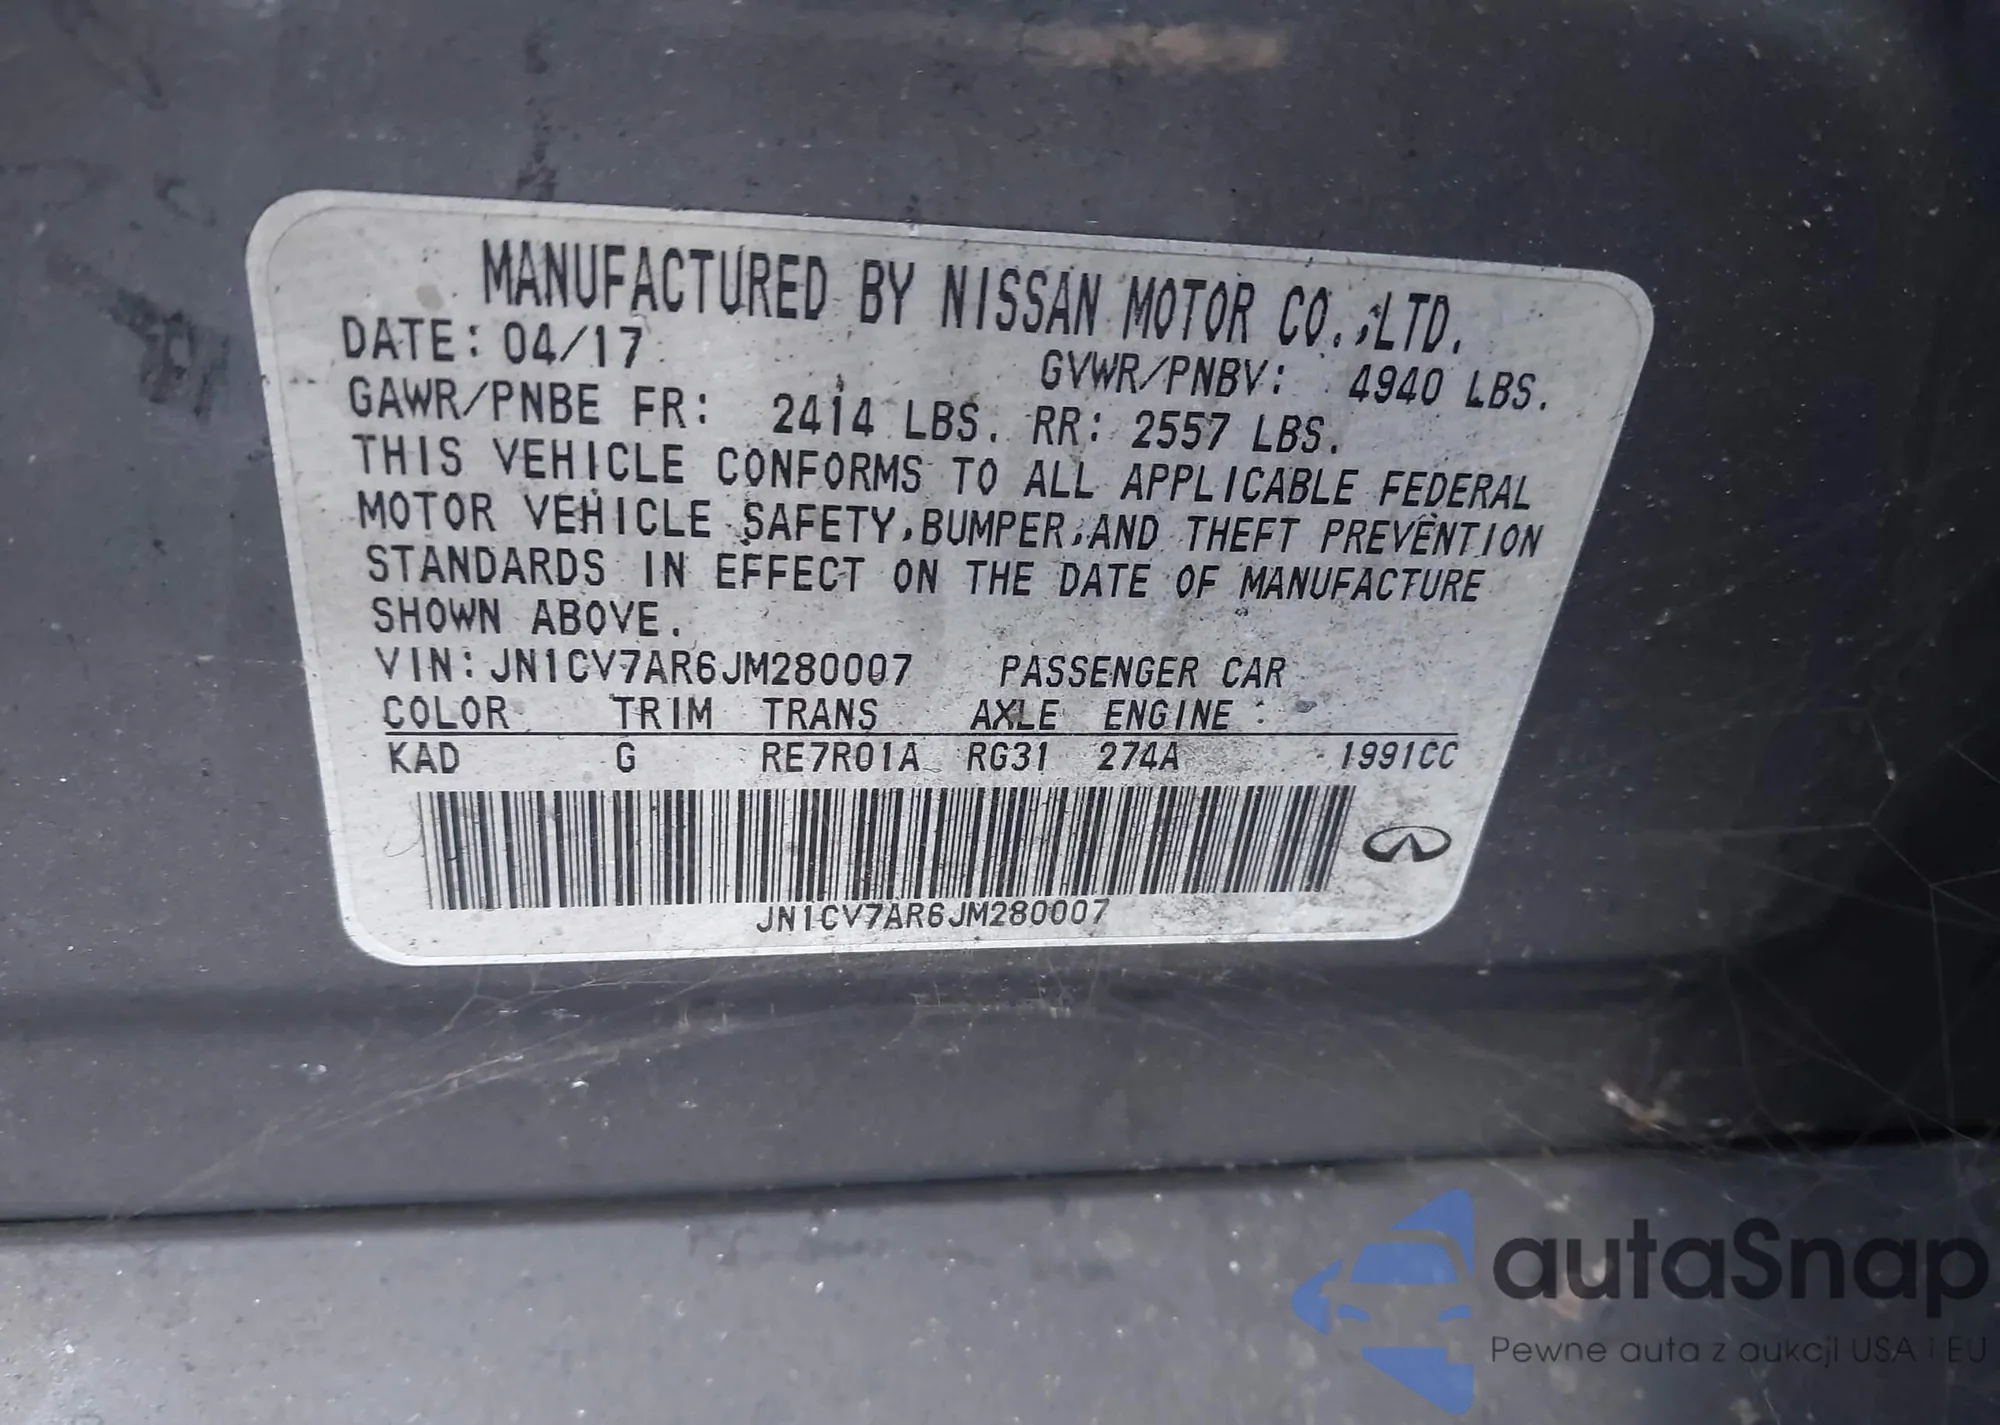 MANUFACTURED BY NISSAN MOTOR CO.,LTD.
DATE: 04/17 GVWR/PNBV: 4940 LBS.
GAWR/PNBE FR: 2414 LBS. RR: 2557 LBS.
THIS VEHICLE CONFORMS TO ALL APPLICABLE FEDERAL
MOTOR VEHICLE SAFETY,BUMPER,AND THEFT PREVENTION
STANDARDS IN EFFECT ON THE DATE OF MANUFACTURE
SHOWN ABOVE.
VIN: JN1CV7AR6JM280007 PASSENGER CAR
COLOR TRIM TRANS AXLE ENGINE
KAD G RE7R01A RG31 274A 1991CC
JN1CV7AR6JM280007
autaSnap
Pewne auta z aukcji USA i EU